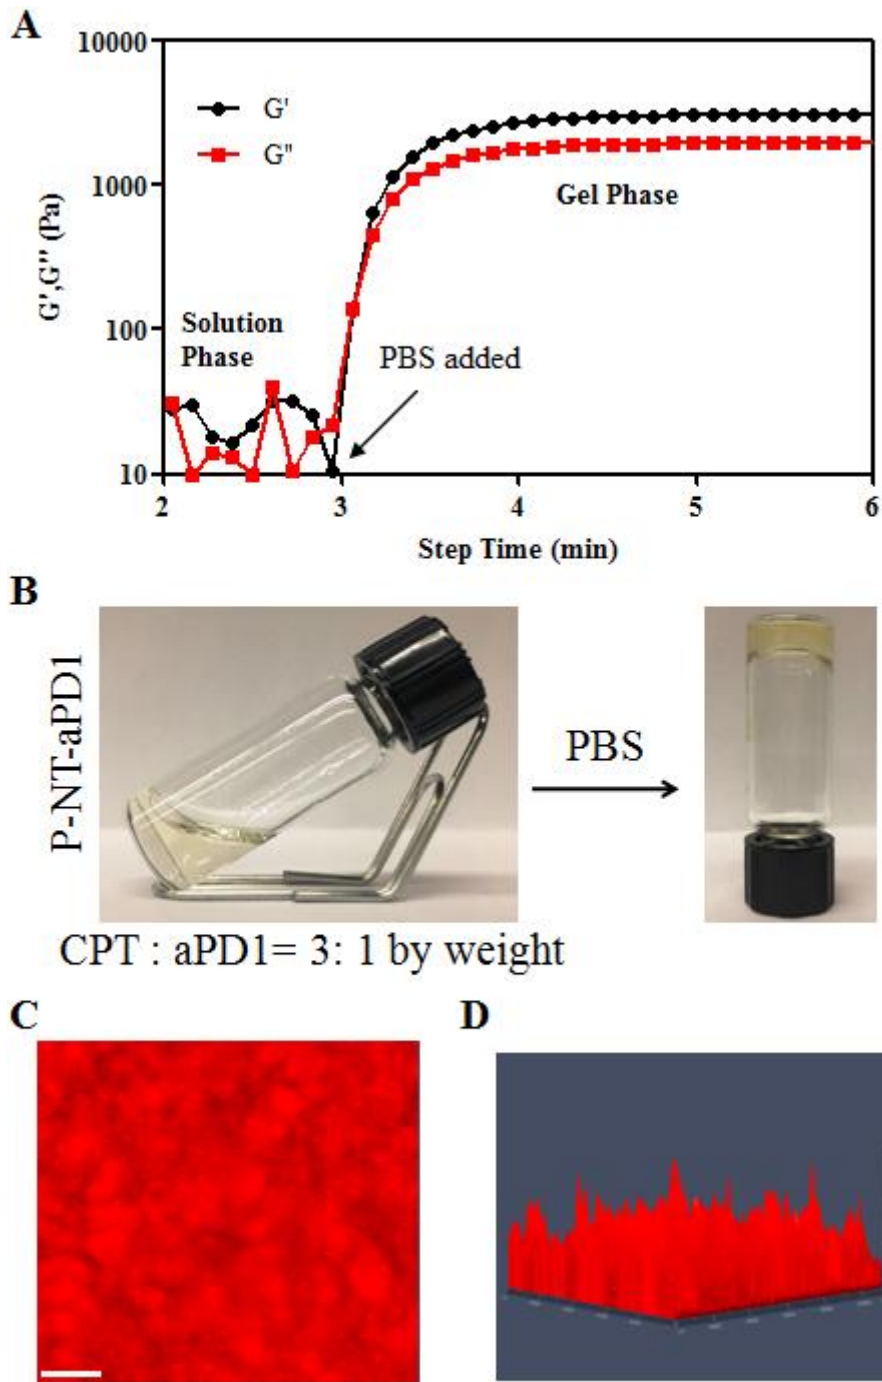 A
10000
1000
100
10
G',G'' (Pa)
G'
G''
Solution
Phase
PBS added
Gel Phase
2 3 4 5 6
Step Time (min)
B
P-NT-aPD1
PBS
CPT : aPD1= 3: 1 by weight
C
D